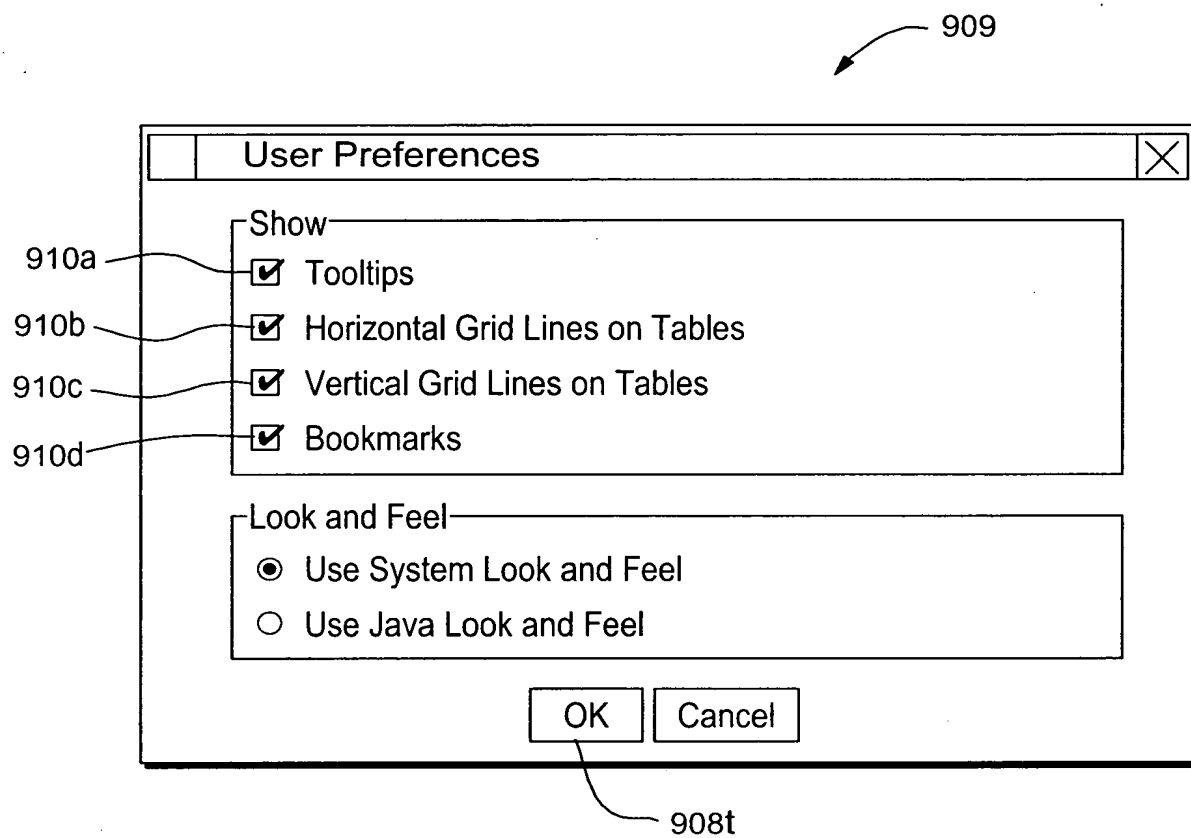 909
User Preferences
Show
910a
Tooltips
910b
Horizontal Grid Lines on Tables
910c
Vertical Grid Lines on Tables
910d
Bookmarks
Look and Feel
Use System Look and Feel
Use Java Look and Feel
OK
Cancel
908t